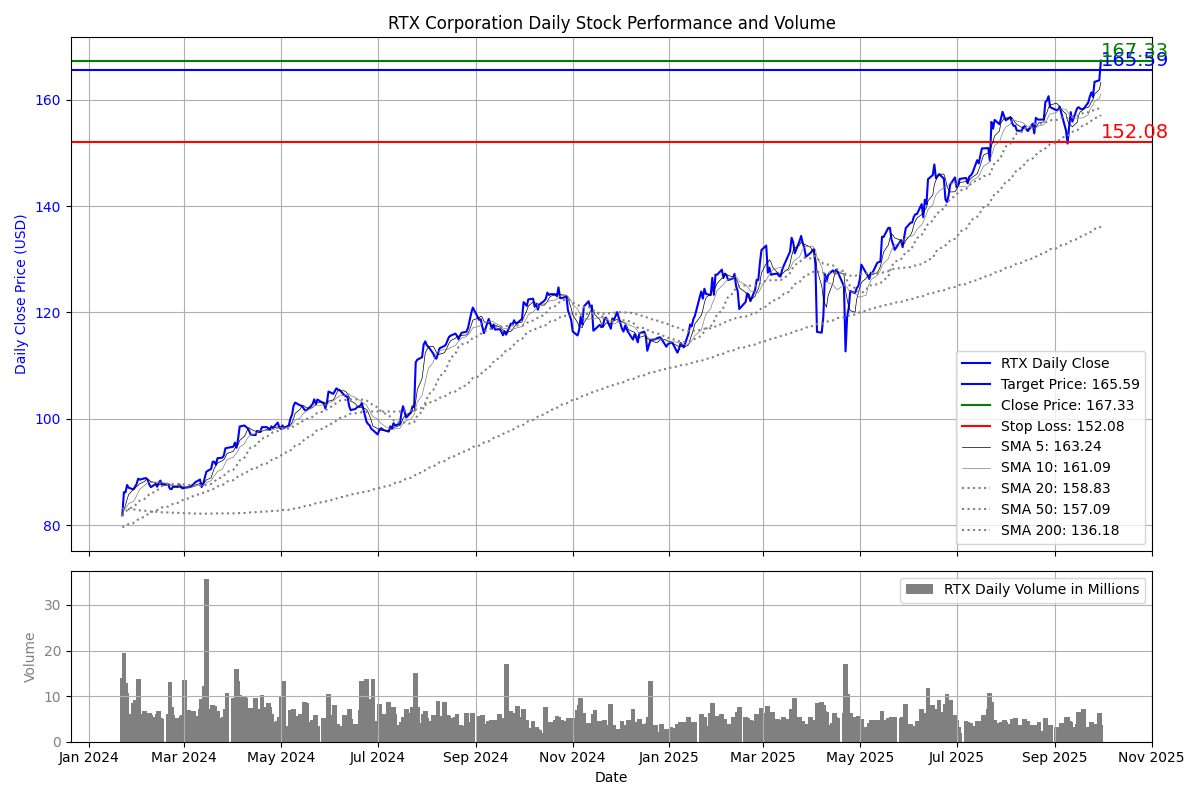 RTX Corporation Daily Stock Performance and Volume
167.33
165.59
152.08
160
140
120
100
80
Daily Close Price (USD)
RTX Daily Close
Target Price: 165.59
Close Price: 167.33
Stop Loss: 152.08
SMA 5: 163.24
SMA 10: 161.09
SMA 20: 158.83
SMA 50: 157.09
SMA 200: 136.18
RTX Daily Volume in Millions
30
20
10
0
Volume
Jan 2024
Mar 2024
May 2024
Jul 2024
Sep 2024
Nov 2024
Jan 2025
Mar 2025
May 2025
Jul 2025
Sep 2025
Nov 2025
Date